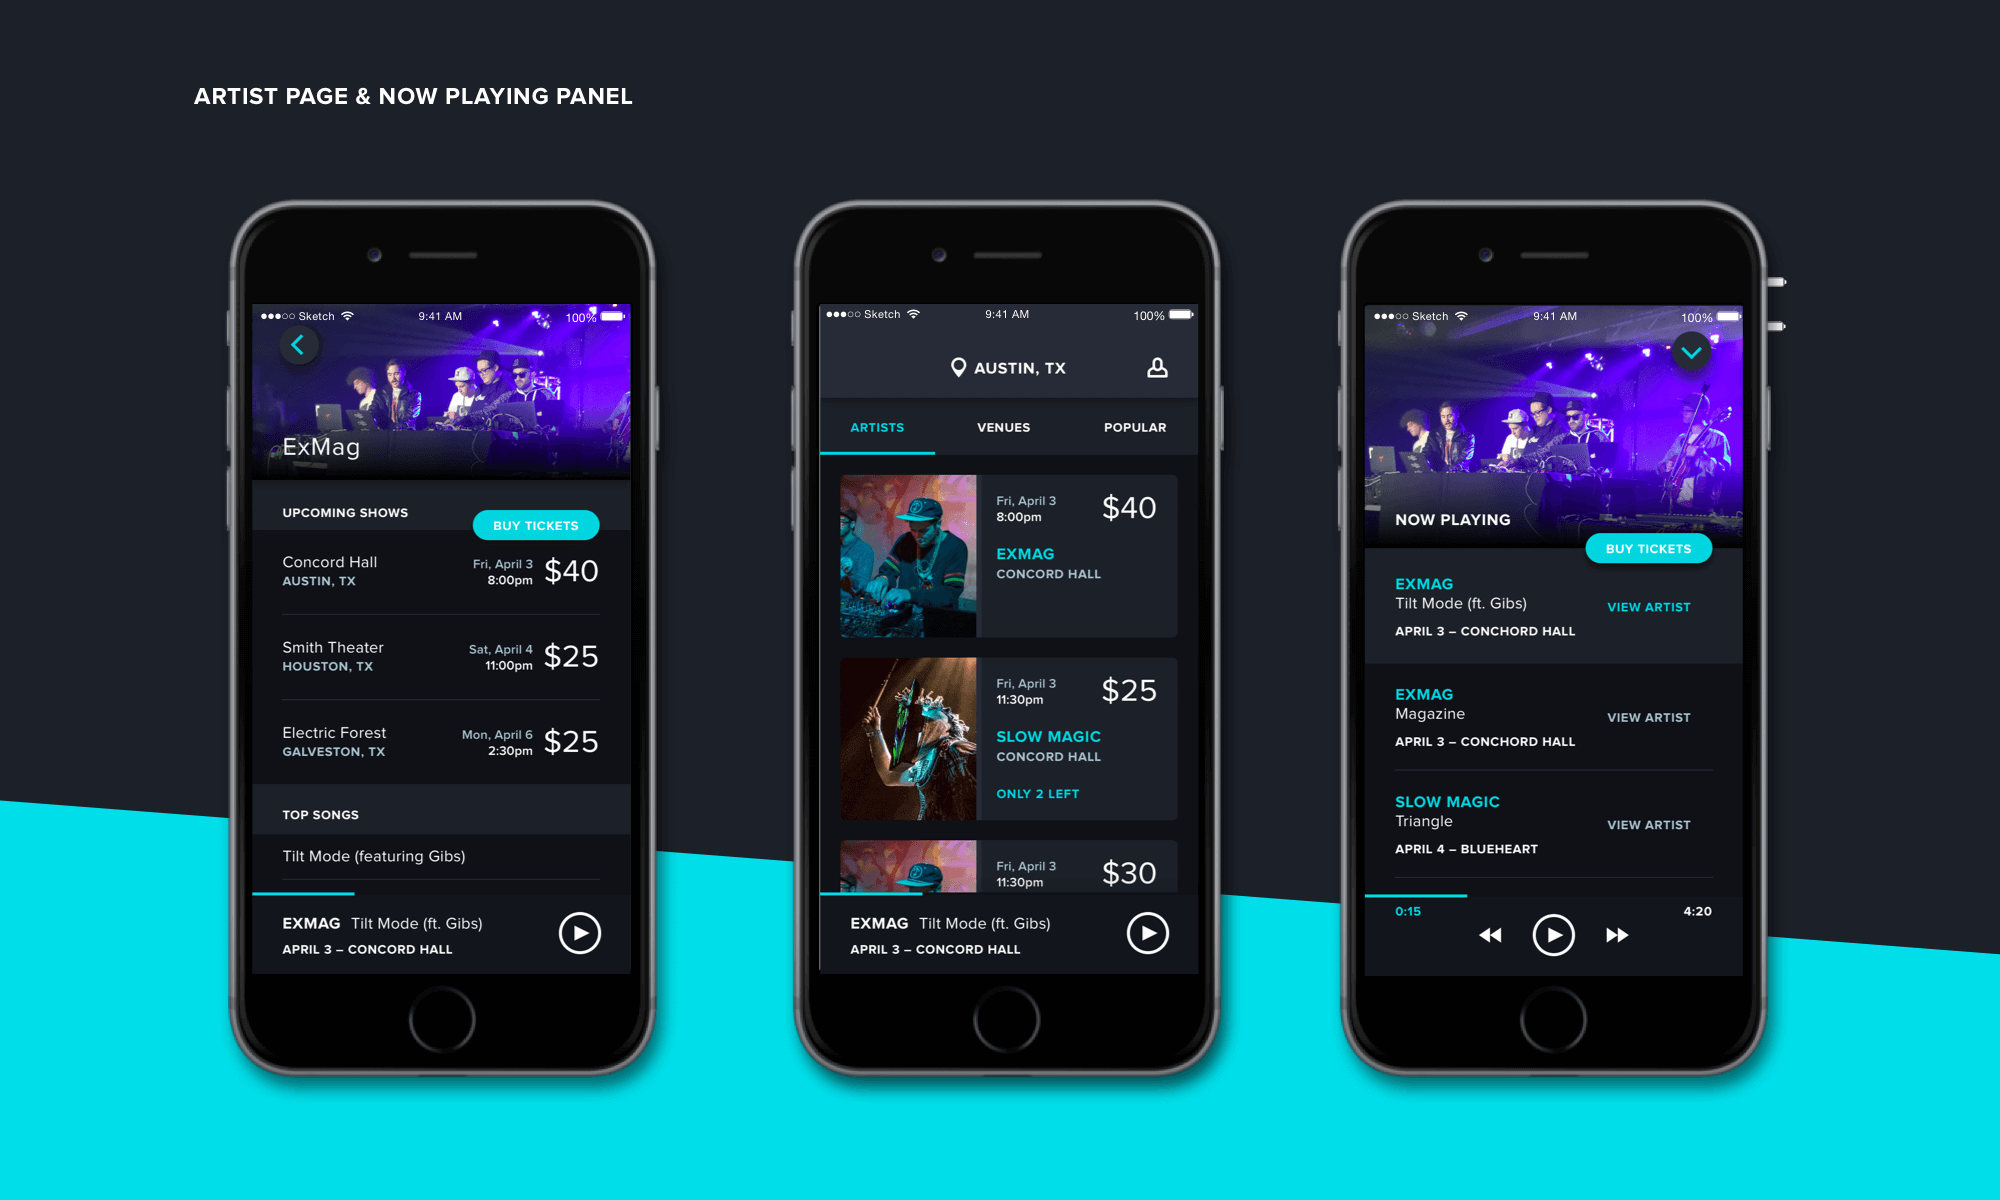 ARTIST PAGE & NOW PLAYING PANEL
Sketch 9:41 AM 100%
ExMag
UPCOMING SHOWS
BUY TICKETS
Concord Hall Fri, April 3 $40
AUSTIN, TX 8:00pm
Smith Theater Sat, April 4 $25
HOUSTON, TX 11:00pm
Electric Forest Mon, April 6 $25
GALVESTON, TX 2:30pm
TOP SONGS
Tilt Mode (featuring Gibs)
EXMAG Tilt Mode (ft. Gibs)
APRIL 3 – CONCORD HALL
Sketch 9:41 AM 100%
AUSTIN, TX
ARTISTS VENUES POPULAR
Fri, April 3 $40
8:00pm
EXMAG
CONCORD HALL
Fri, April 3 $25
11:30pm
SLOW MAGIC
CONCORD HALL
ONLY 2 LEFT
Fri, April 3 $30
11:30pm
EXMAG Tilt Mode (ft. Gibs)
APRIL 3 – CONCORD HALL
Sketch 9:41 AM 100%
NOW PLAYING
BUY TICKETS
EXMAG
Tilt Mode (ft. Gibs) VIEW ARTIST
APRIL 3 – CONCHORD HALL
EXMAG
Magazine VIEW ARTIST
APRIL 3 – CONCHORD HALL
SLOW MAGIC
Triangle VIEW ARTIST
APRIL 4 – BLUEHEART
0:15 4:20